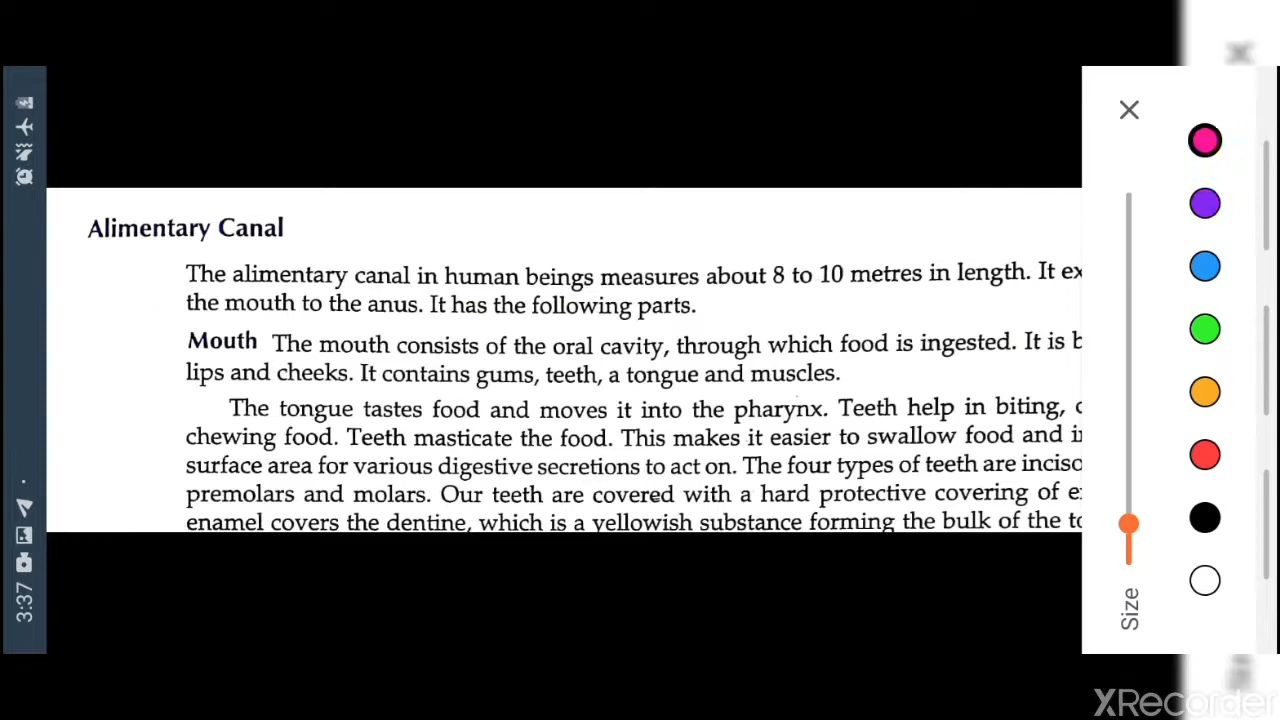 Alimentary Canal
The alimentary canal in human beings measures about 8 to 10 metres in length. It
the mouth to the anus. It has the following parts.
Mouth The mouth consists of the oral cavity, through which food is ingested. It is
lips and cheeks. It contains gums, teeth, a tongue and muscles.
The tongue tastes food and moves it into the pharynx. Teeth help in biting,
chewing food. Teeth masticate the food. This makes it easier to swallow food and
surface area for various digestive secretions to act on. The four types of teeth are
premolars and molars. Our teeth are covered with a hard protective covering of
enamel covers the dentine, which is a yellowish substance forming the bulk of the
3:37
Size
XRecorder